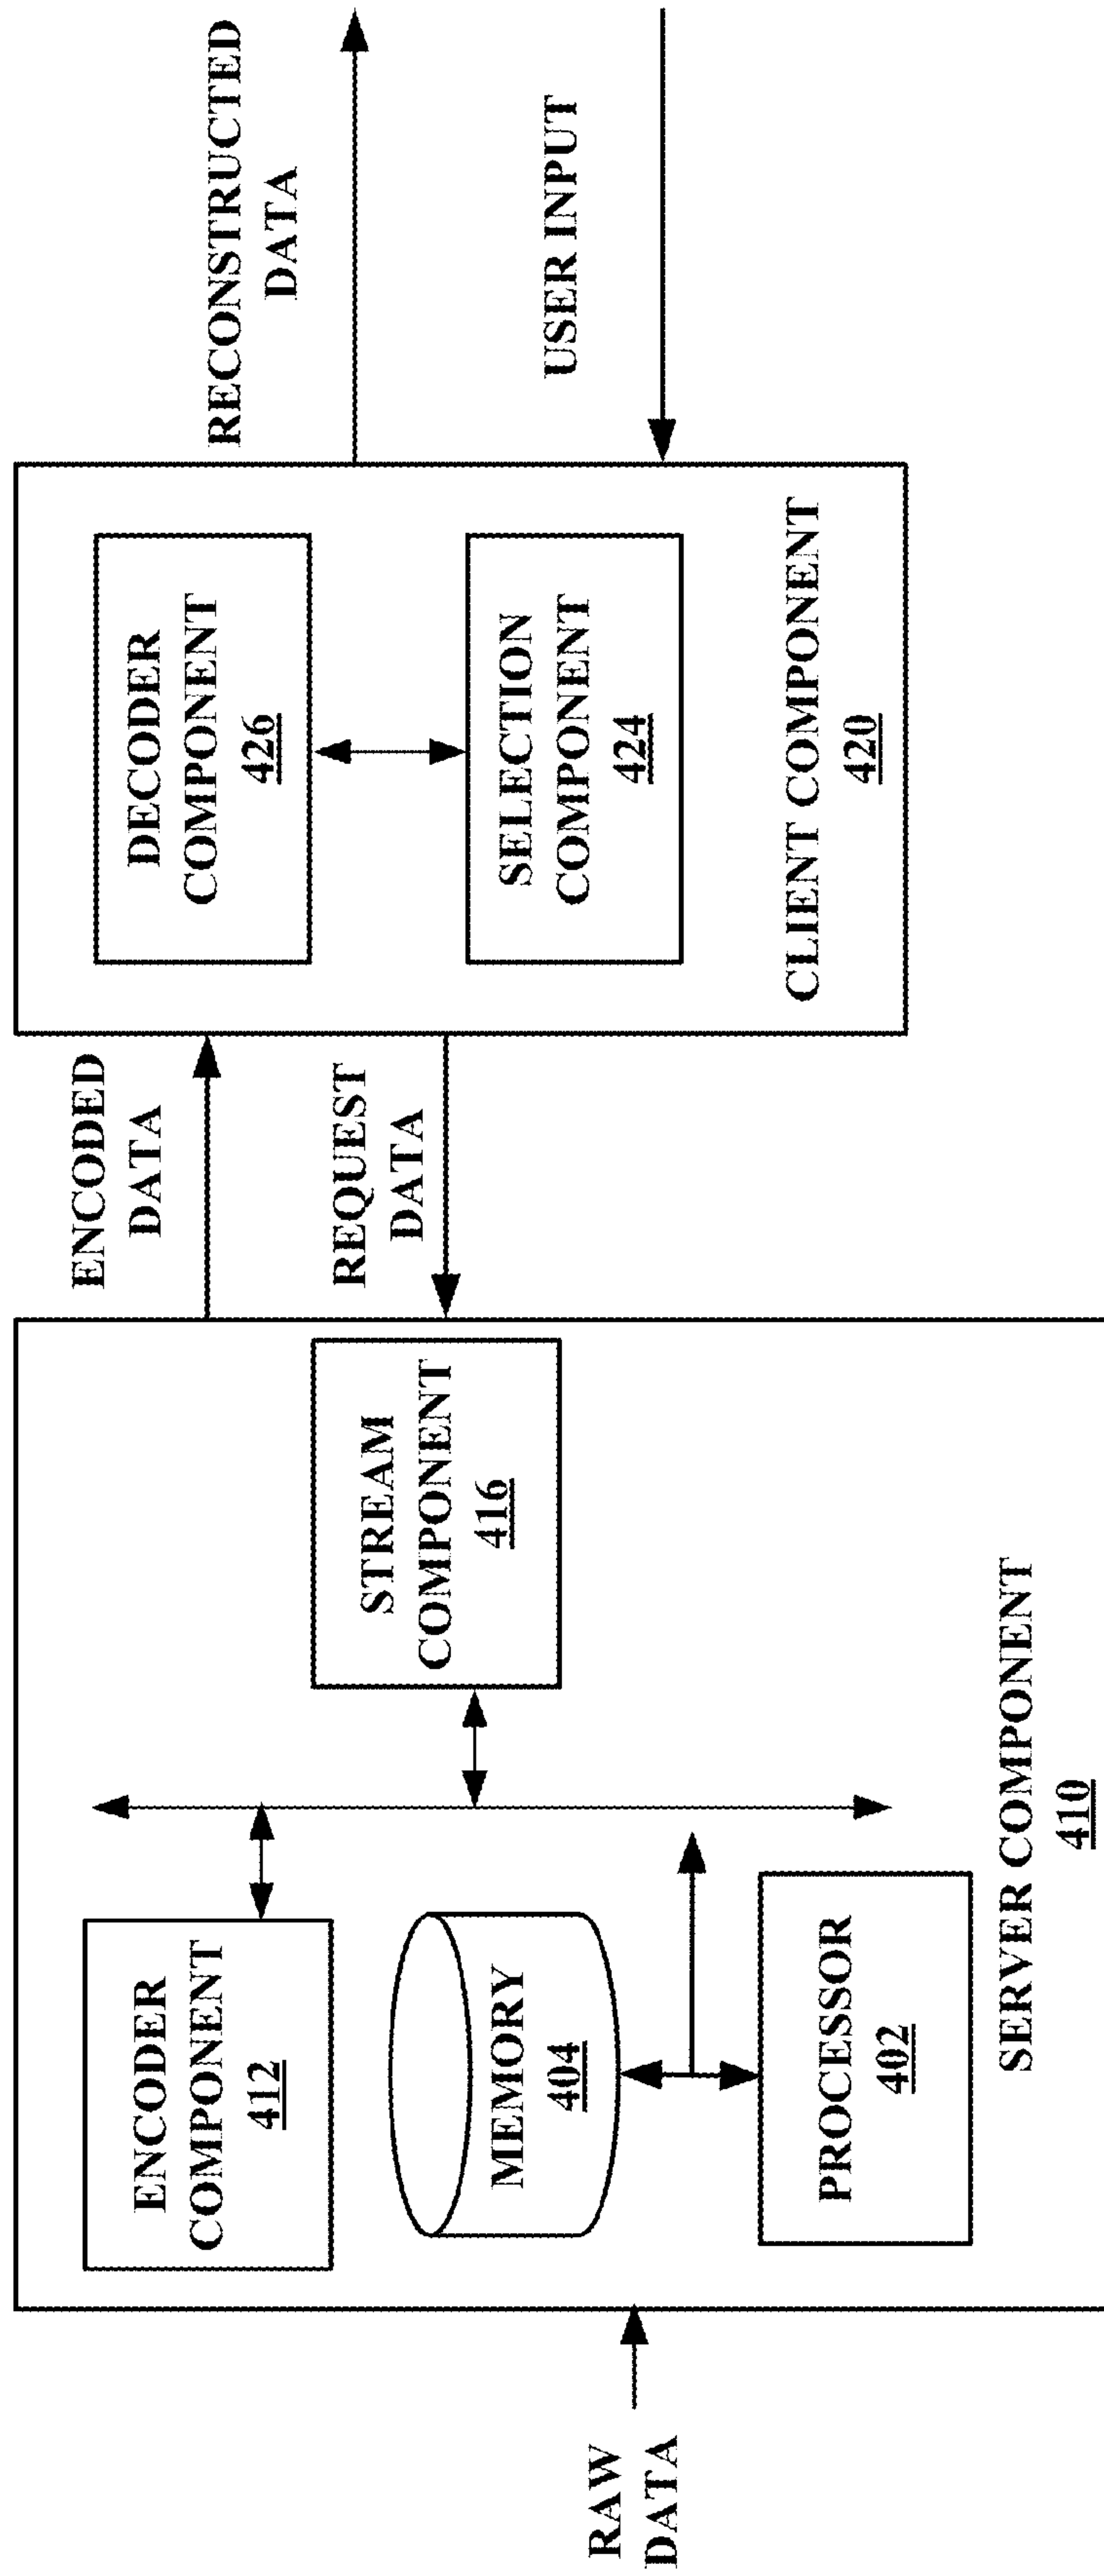 RAW
DATA
ENCODER
COMPONENT
412
MEMORY
404
PROCESSOR
402
STREAM
COMPONENT
416
SERVER COMPONENT
410
ENCODED
DATA
REQUEST
DATA
DECODER
COMPONENT
426
SELECTION
COMPONENT
424
CLIENT COMPONENT
420
RECONSTRUCTED
DATA
USER INPUT